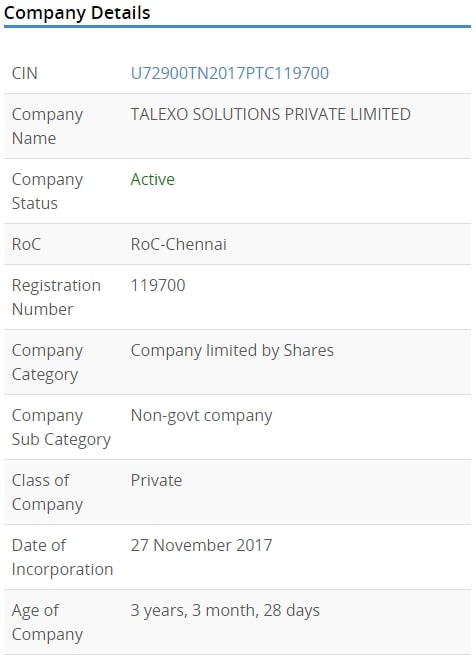 Company Details
CIN U72900TN2017PTC119700
Company TALEXO SOLUTIONS PRIVATE LIMITED
Name
Company Active
Status
RoC RoC-Chennai
Registration 119700
Number
Company Company limited by Shares
Category
Company Non-govt company
Sub Category
Class of Private
Company
Date of 27 November 2017
Incorporation
Age of 3 years, 3 month, 28 days
Company